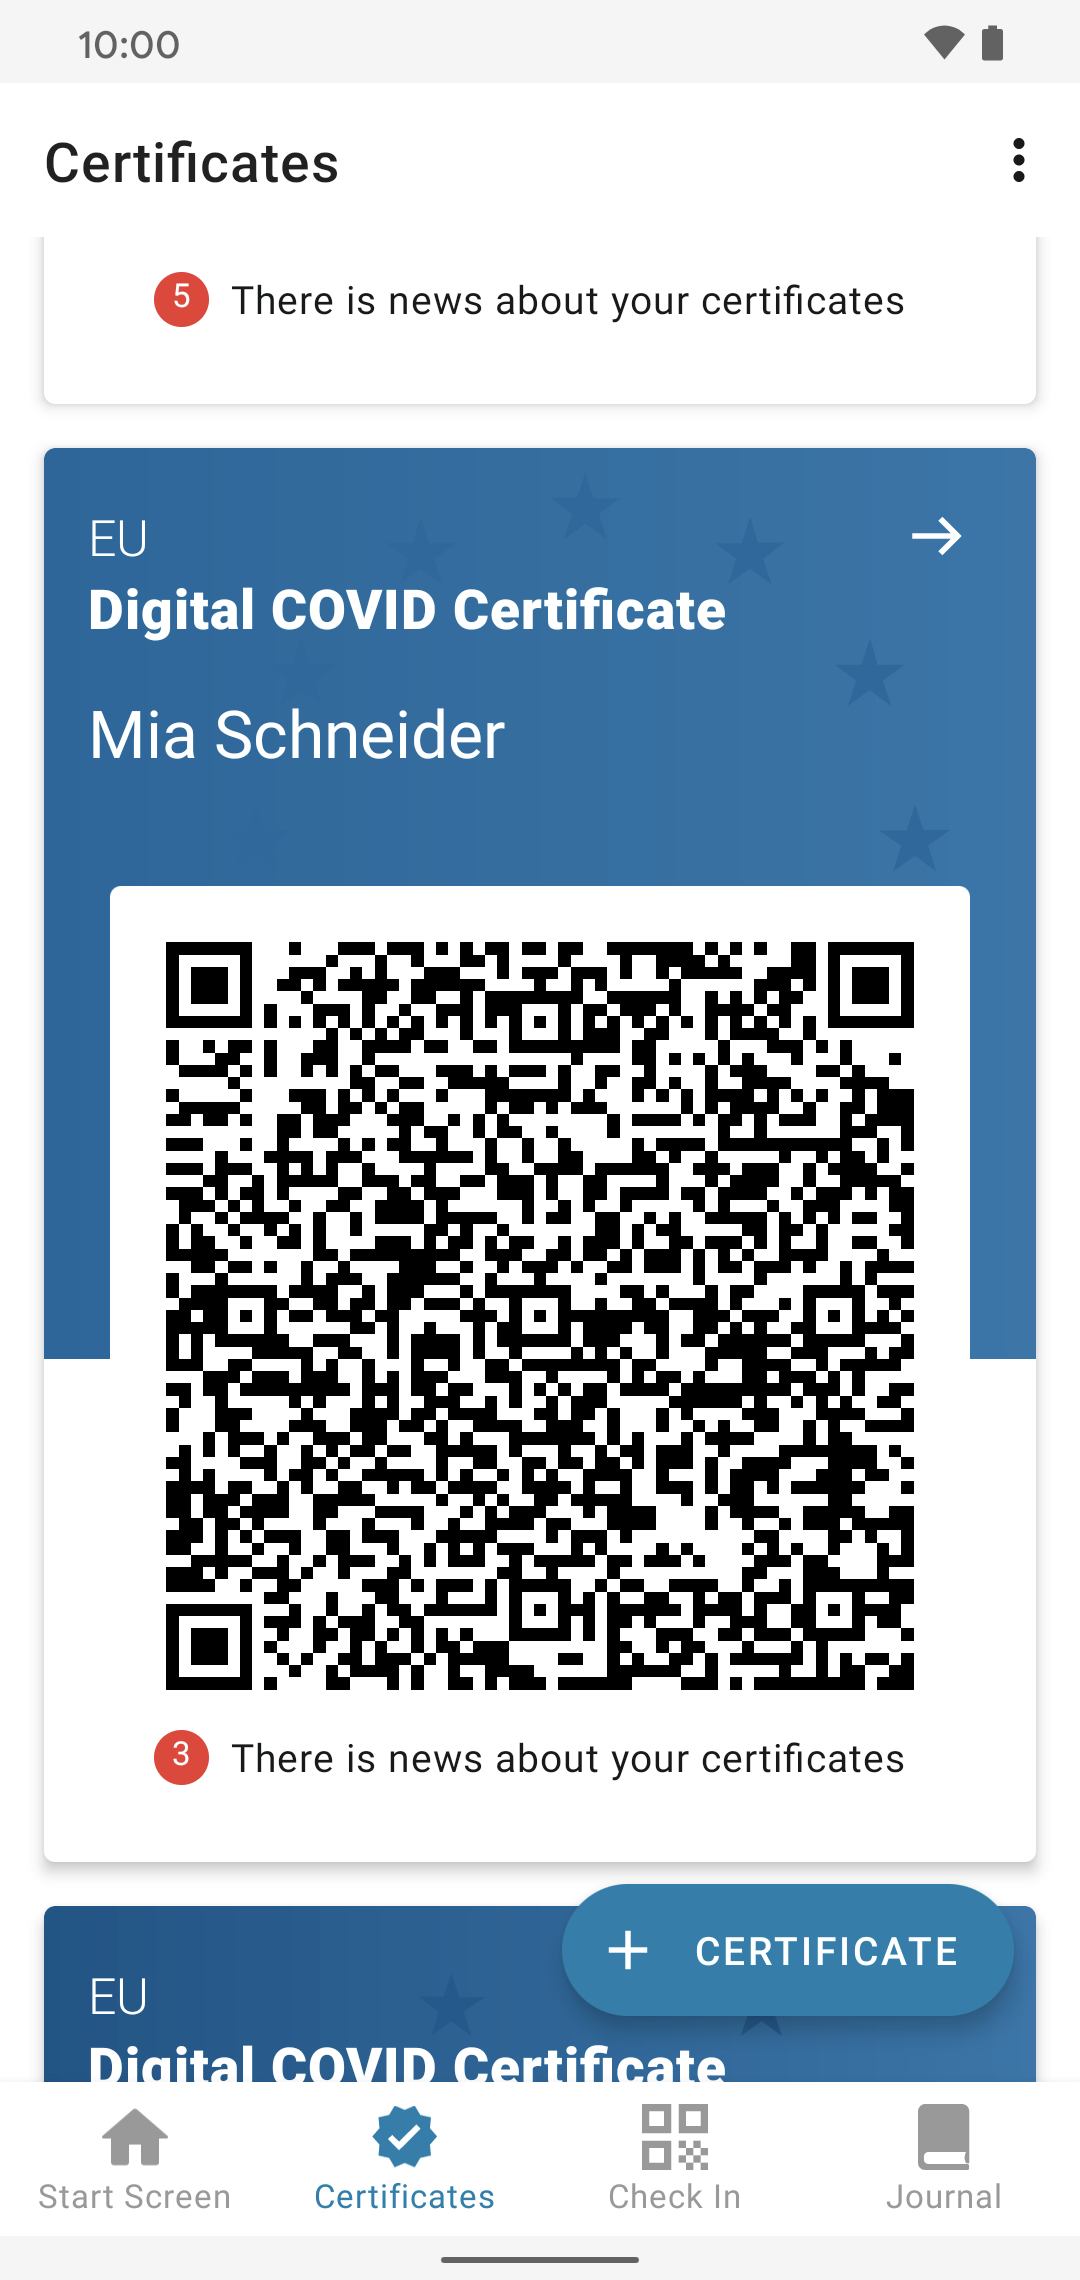 10:00
Certificates
5 There is news about your certificates
EU
Digital COVID Certificate
Mia Schneider
3 There is news about your certificates
+ CERTIFICATE
EU
Digital COVID Certificate
Start Screen
Certificates
Check In
Journal